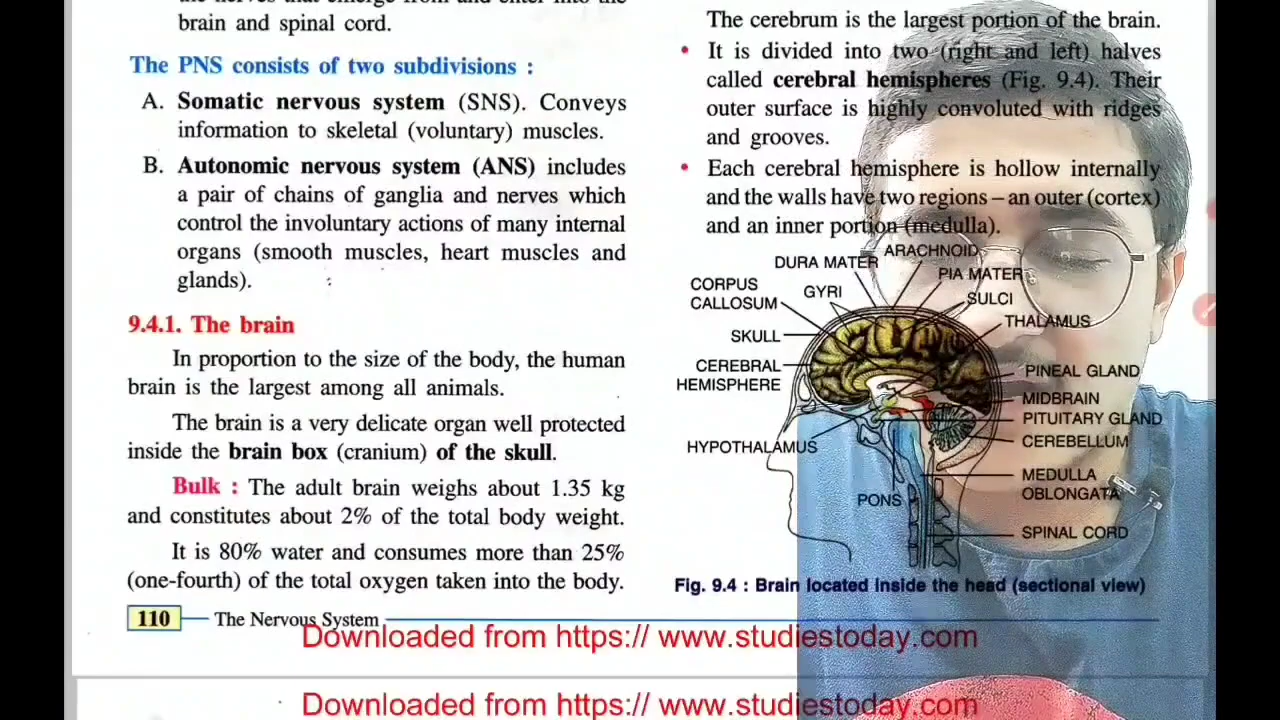 the nerves that emerge from and enter into the
brain and spinal cord.
The PNS consists of two subdivisions :
A. Somatic nervous system (SNS). Conveys
information to skeletal (voluntary) muscles.
B. Autonomic nervous system (ANS) includes
a pair of chains of ganglia and nerves which
control the involuntary actions of many internal
organs (smooth muscles, heart muscles and
glands).
9.4.1. The brain
In proportion to the size of the body, the human
brain is the largest among all animals.
The brain is a very delicate organ well protected
inside the brain box (cranium) of the skull.
Bulk : The adult brain weighs about 1.35 kg
and constitutes about 2% of the total body weight.
It is 80% water and consumes more than 25%
(one-fourth) of the total oxygen taken into the body.
110 The Nervous System
The cerebrum is the largest portion of the brain.
• It is divided into two (right and left) halves
called cerebral hemispheres (Fig. 9.4). Their
outer surface is highly convoluted with ridges
and grooves.
• Each cerebral hemisphere is hollow internally
and the walls have two regions – an outer (cortex)
and an inner portion (medulla).
ARACHNOID
DURA MATER
PIA MATER
CORPUS
CALLOSUM
GYRI
SULCI
THALAMUS
SKULL
CEREBRAL
HEMISPHERE
PINEAL GLAND
MIDBRAIN
PITUITARY GLAND
CEREBELLUM
HYPOTHALAMUS
MEDULLA
OBLONGATA
PONS
SPINAL CORD
Fig. 9.4 : Brain located inside the head (sectional view)
Downloaded from https:// www.studiestoday.com
Downloaded from https:// www.studiestoday.com